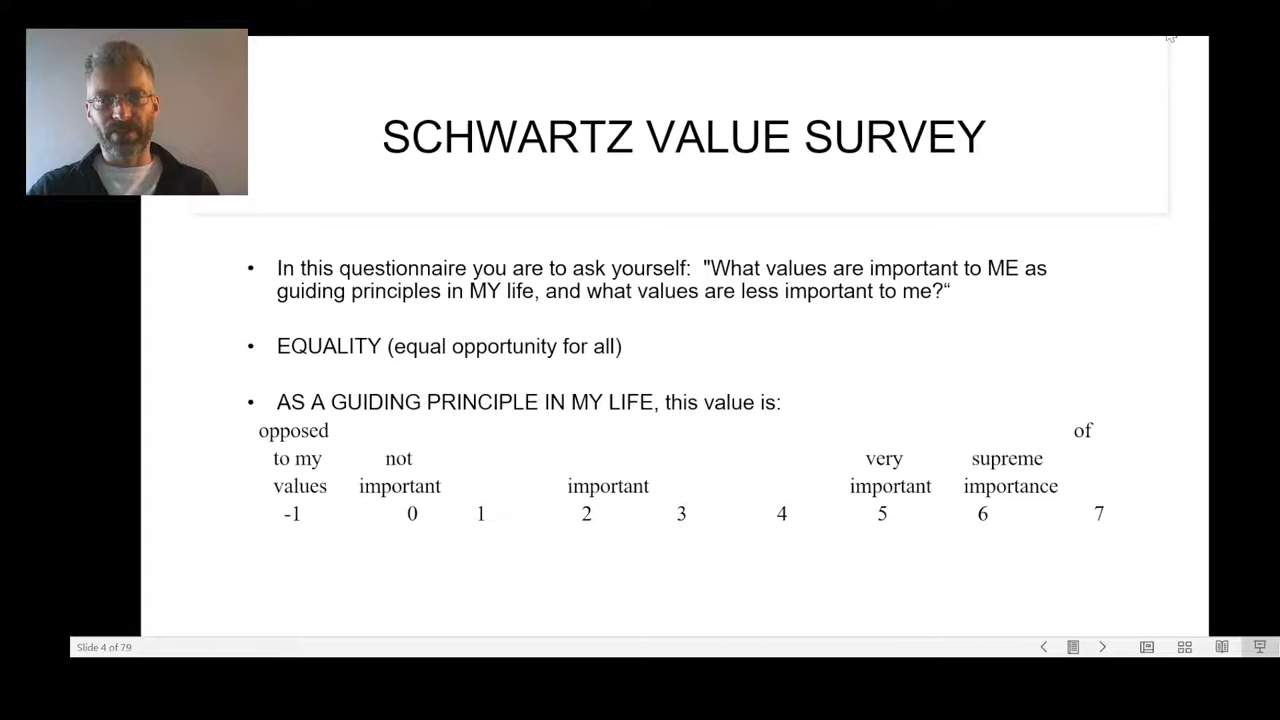 SCHWARTZ VALUE SURVEY
• In this questionnaire you are to ask yourself: "What values are important to ME as
guiding principles in MY life, and what values are less important to me?“
• EQUALITY (equal opportunity for all)
• AS A GUIDING PRINCIPLE IN MY LIFE, this value is:
opposed of
to my not very supreme
values important important important importance
-1 0 1 2 3 4 5 6 7
Slide 4 of 79